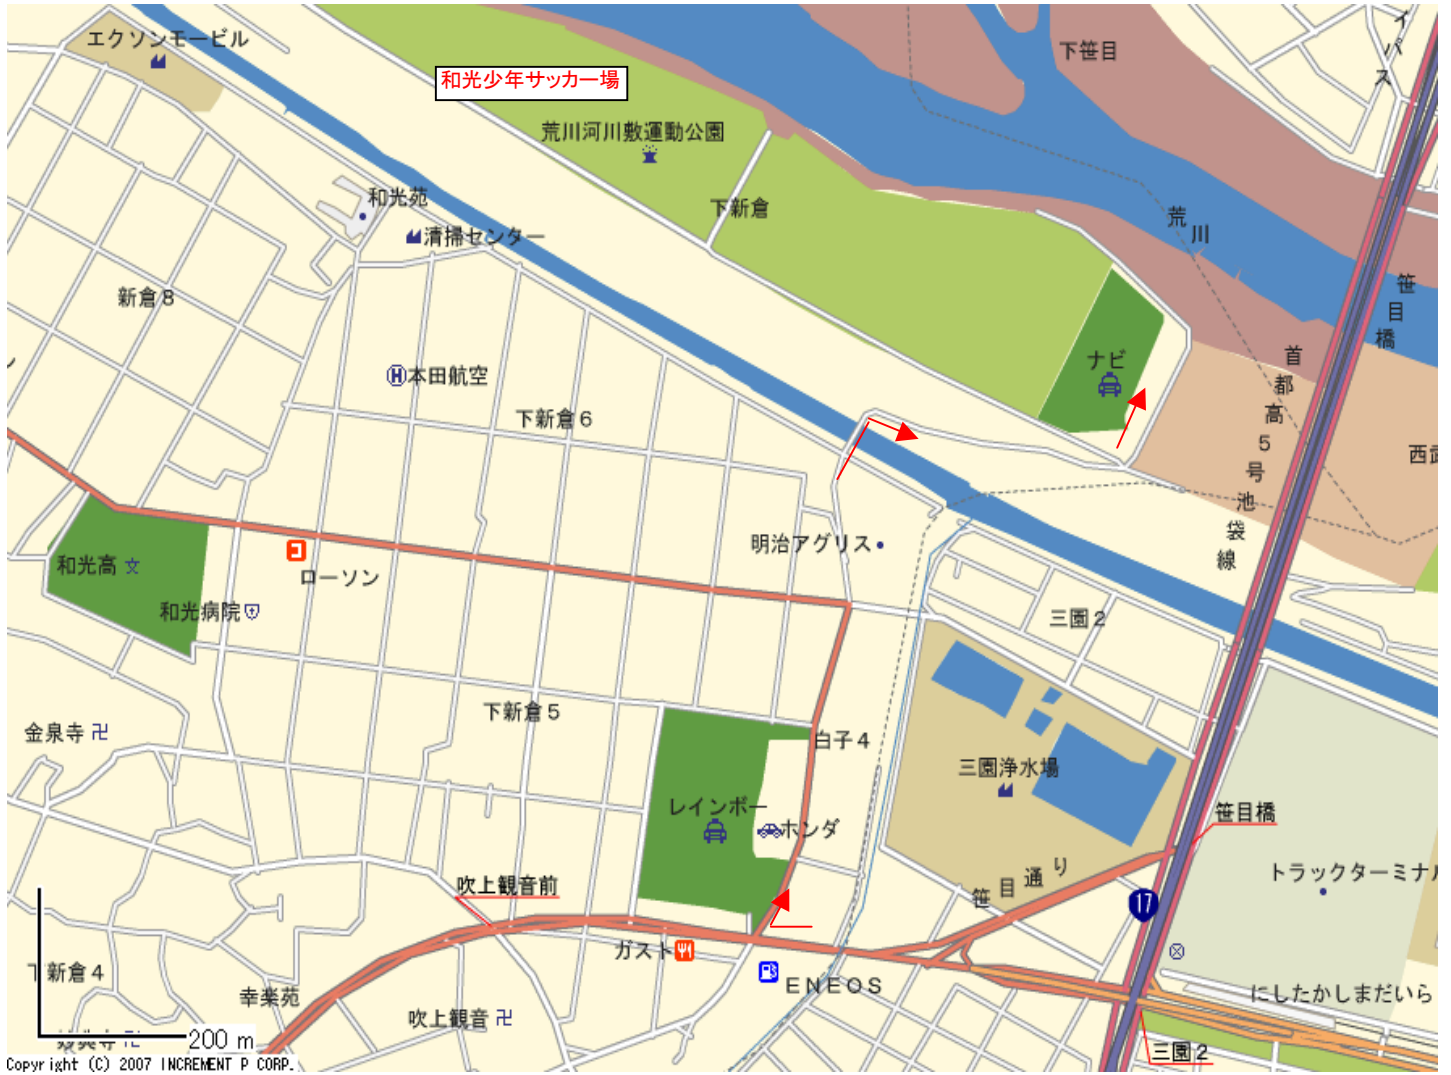 エクソンモービル
和光少年サッカー場
下笹目
イパス
荒川河川敷運動公園
和光苑
下新倉
荒川
清掃センター
新倉8
笹目橋
首都高5号池袋線
ナビ
本田航空
下新倉6
西武
明治アグリス
和光高
ローソン
和光病院
三園2
下新倉5
金泉寺
白子4
三園浄水場
レインボー
ホンダ
笹目橋
笹目通り
トラックターミナル
吹上観音前
17
ガスト
下新倉4
ENEOS
幸楽苑
にしたかしまだいら
吹上観音
200 m
三園2
Copyright (C) 2007 INCREMENT P CORP.